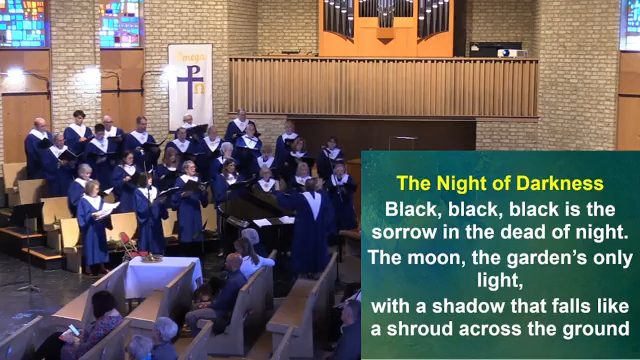 Omega
The Night of Darkness
Black, black, black is the
sorrow in the dead of night.
The moon, the garden's only
light,
with a shadow that falls like
a shroud across the ground